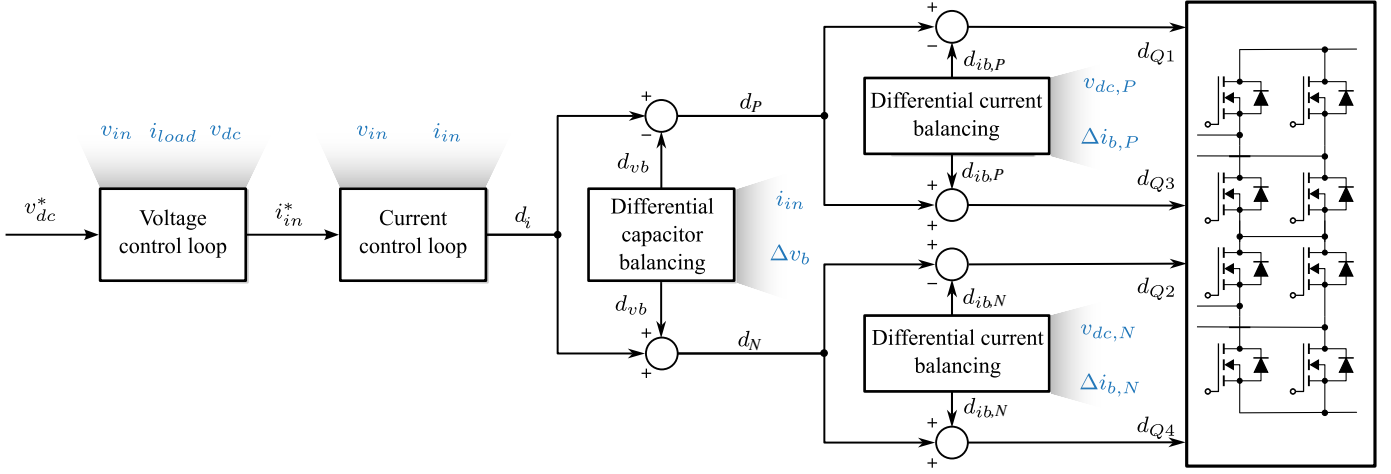 v*dc
v_in i_load v_dc
Voltage
control loop
i*in
v_in i_in
Current
control loop
d_i
+
−
d_vb
Differential
capacitor
balancing
i_in
Δv_b
d_vb
+
+
d_P
d_N
+
−
d_ib,P
Differential current
balancing
v_dc,P
Δi_b,P
d_ib,P
+
+
+
−
d_ib,N
Differential current
balancing
v_dc,N
Δi_b,N
d_ib,N
+
+
d_Q1
d_Q3
d_Q2
d_Q4